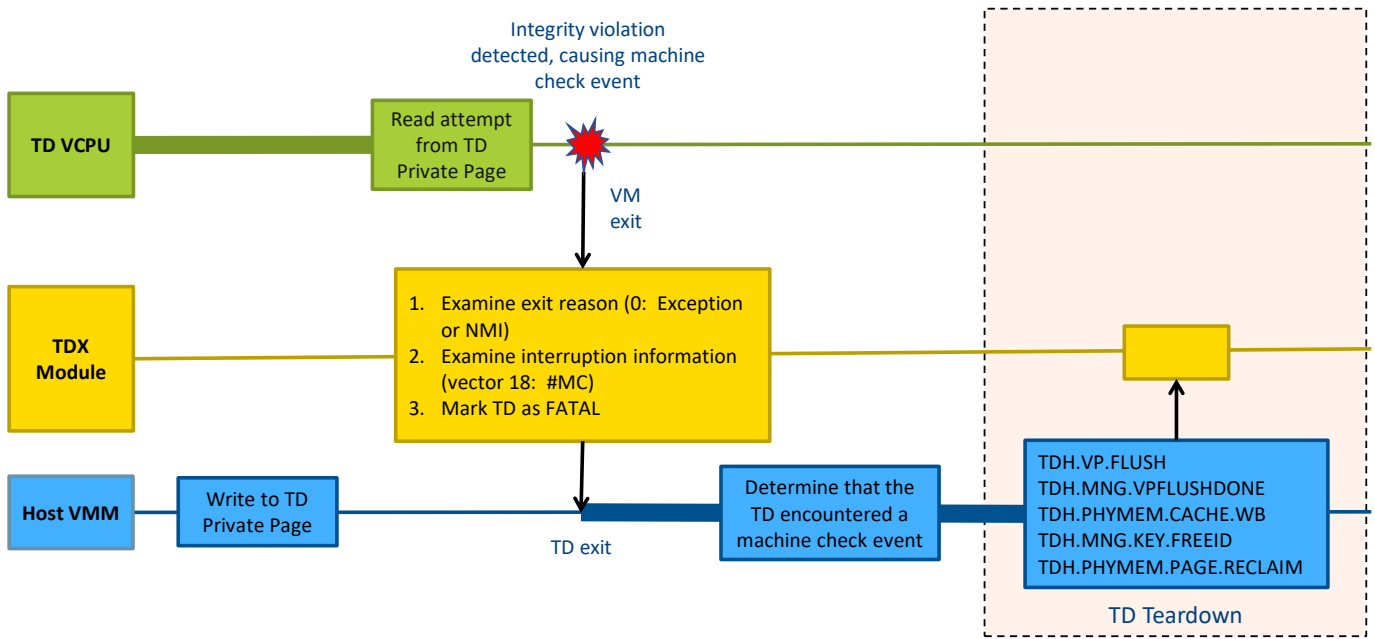 Integrity violation
detected, causing machine
check event
TD VCPU
Read attempt
from TD
Private Page
VM
exit
TDX
Module
1. Examine exit reason (0: Exception
or NMI)
2. Examine interruption information
(vector 18: #MC)
3. Mark TD as FATAL
Host VMM
Write to TD
Private Page
TD exit
Determine that the
TD encountered a
machine check event
TDH.VP.FLUSH
TDH.MNG.VPFLUSHDONE
TDH.PHYMEM.CACHE.WB
TDH.MNG.KEY.FREEID
TDH.PHYMEM.PAGE.RECLAIM
TD Teardown